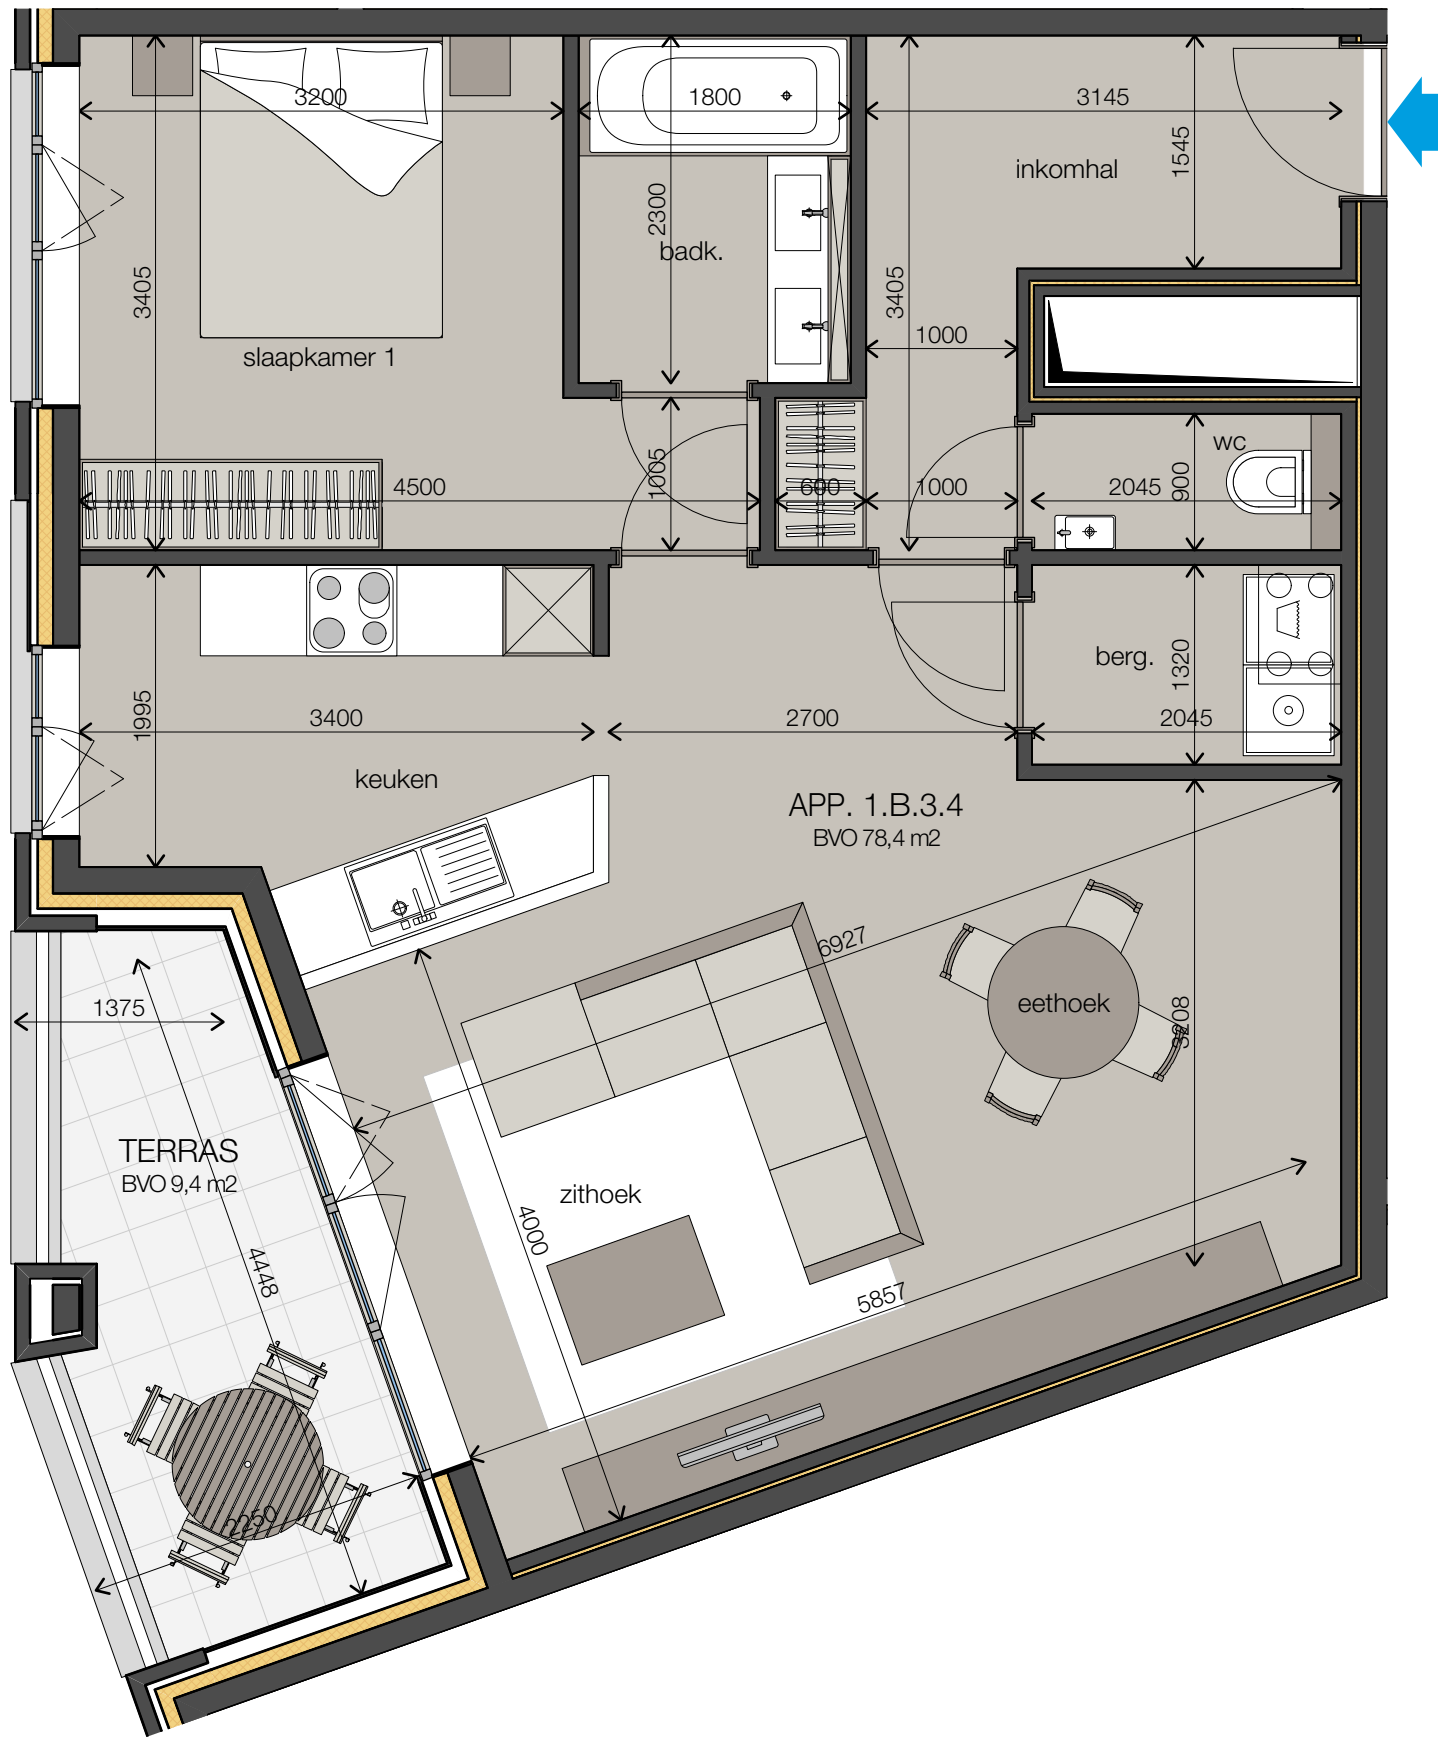 3200
1800
3145
1545
inkomhal
2300
badk.
3405
3405
1000
slaapkamer 1
wc
4500
1005
600
1000
2045
900
berg.
1320
1995
3400
2700
2045
keuken
APP. 1.B.3.4
BVO 78,4 m2
6927
1375
eethoek
3208
TERRAS
BVO 9,4 m2
zithoek
4000
4448
5857
2250